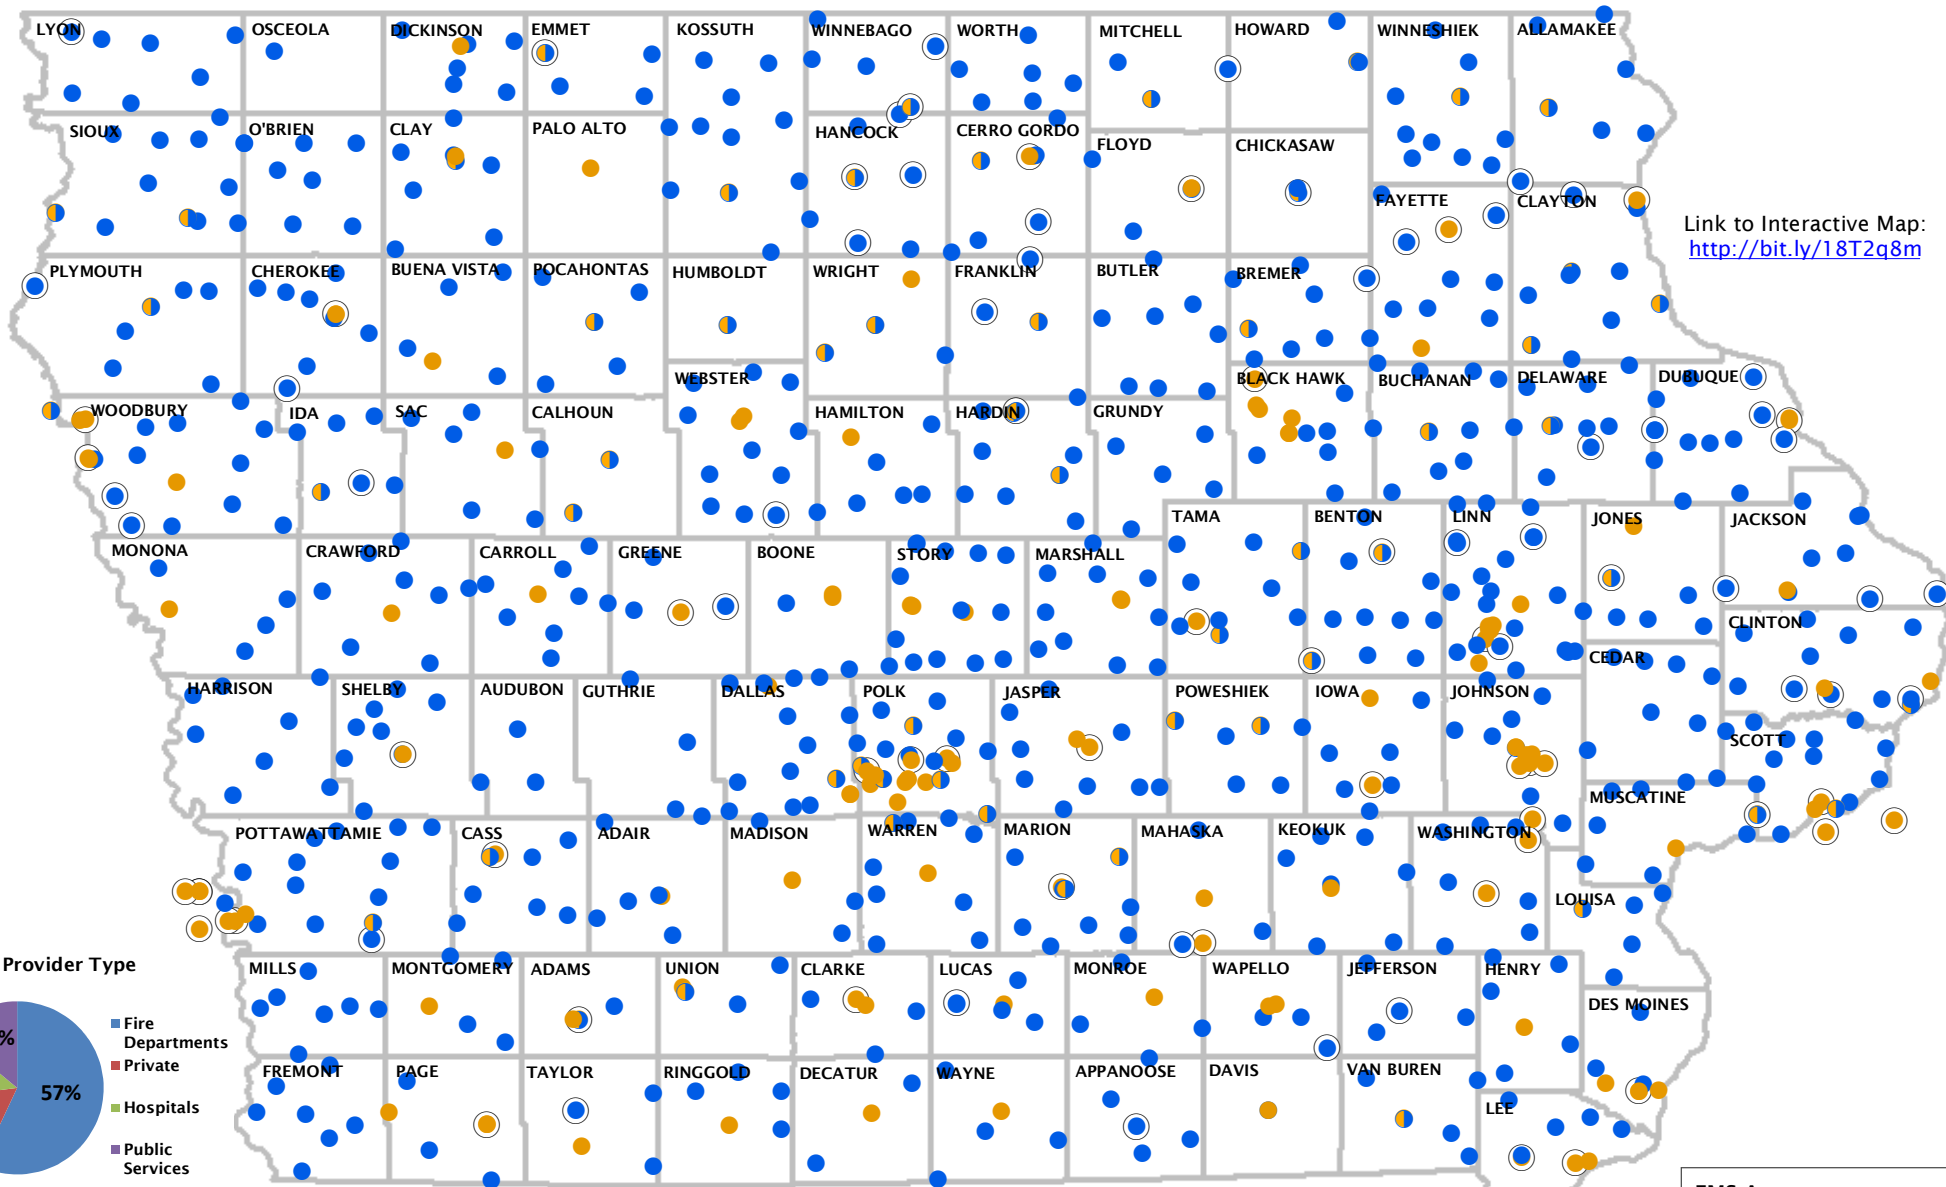 LYON
OSCEOLA
DICKINSON
EMMET
KOSSUTH
WINNEBAGO
WORTH
MITCHELL
HOWARD
WINNESHIEK
ALLAMAKEE
SIOUX
O'BRIEN
CLAY
PALO ALTO
HANCOCK
CERRO GORDO
FLOYD
CHICKASAW
FAYETTE
CLAYTON
Link to Interactive Map:
http://bit.ly/18T2q8m
PLYMOUTH
CHEROKEE
BUENA VISTA
POCAHONTAS
HUMBOLDT
WRIGHT
FRANKLIN
BUTLER
BREMER
WOODBURY
IDA
SAC
CALHOUN
WEBSTER
HAMILTON
HARDIN
GRUNDY
BLACK HAWK
BUCHANAN
DELAWARE
DUBUQUE
MONONA
CRAWFORD
CARROLL
GREENE
BOONE
STORY
MARSHALL
TAMA
BENTON
LINN
JONES
JACKSON
CLINTON
CEDAR
HARRISON
SHELBY
AUDUBON
GUTHRIE
DALLAS
POLK
JASPER
POWESHIEK
IOWA
JOHNSON
SCOTT
MUSCATINE
POTTAWATTAMIE
CASS
ADAIR
MADISON
WARREN
MARION
MAHASKA
KEOKUK
WASHINGTON
LOUISA
MILLS
MONTGOMERY
ADAMS
UNION
CLARKE
LUCAS
MONROE
WAPELLO
JEFFERSON
HENRY
DES MOINES
FREMONT
PAGE
TAYLOR
RINGGOLD
DECATUR
WAYNE
APPANOOSE
DAVIS
VAN BUREN
LEE
Provider Type
%
57%
Fire
Departments
Private
Hospitals
Public
Services